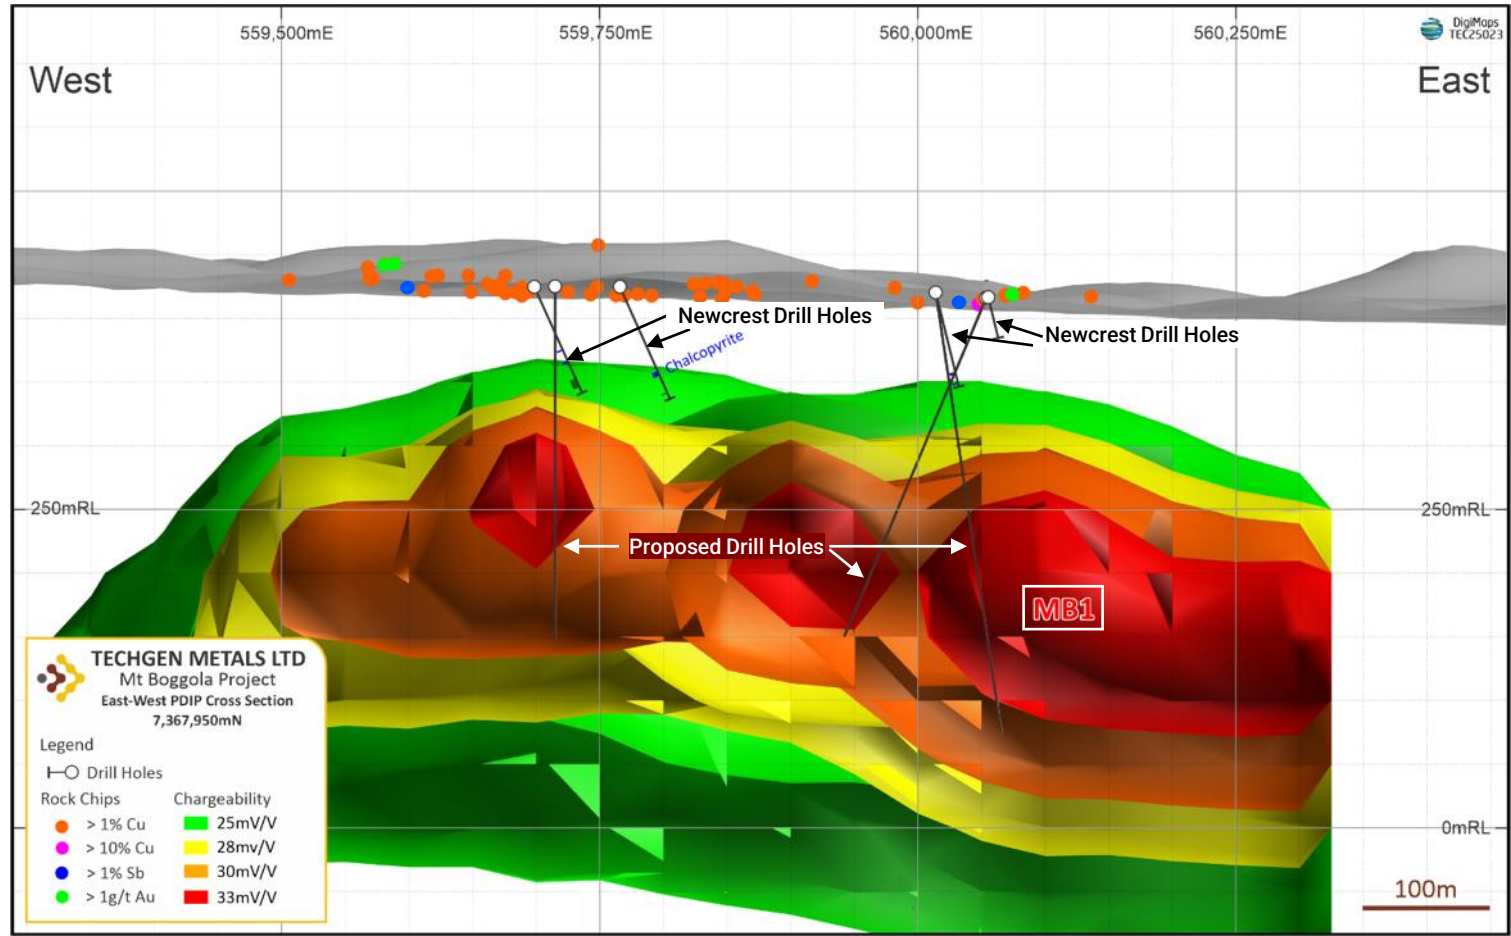 559,500mE
559,750mE
560,000mE
560,250mE
DigiMaps
TEC25023
West
East
Newcrest Drill Holes
Newcrest Drill Holes
Chalcopyrite
250mRL
250mRL
Proposed Drill Holes
MB1
TECHGEN METALS LTD
Mt Boggola Project
East-West PDIP Cross Section
7,367,950mN
Legend
Drill Holes
Rock Chips
Chargeability
> 1% Cu
25mV/V
> 10% Cu
28mv/V
> 1% Sb
30mV/V
> 1g/t Au
33mV/V
0mRL
100m